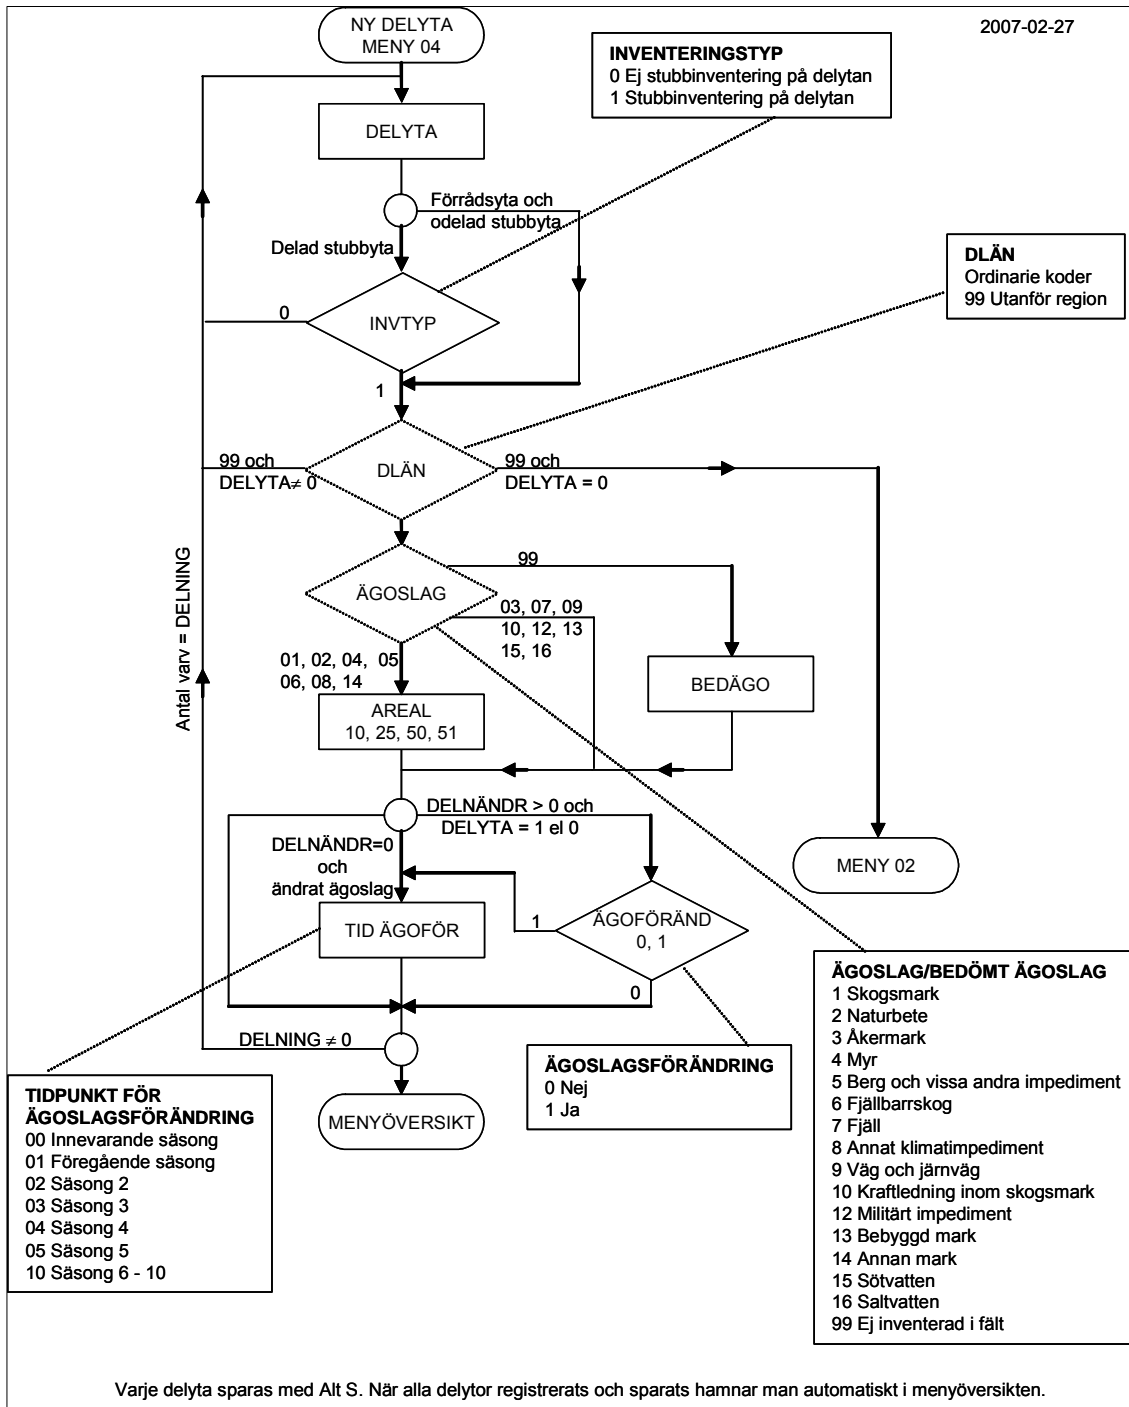 NY DELYTA
MENY 04
2007-02-27
INVENTERINGSTYP
0 Ej stubbinventering på delytan
1 Stubbinventering på delytan
DELYTA
Förrådsyta och
odelad stubbyta
Delad stubbyta
DLÄN
Ordinarie koder
99 Utanför region
0
INVTYP
1
99 och
DELYTA≠ 0
DLÄN
99 och
DELYTA = 0
Antal varv = DELNING
99
ÄGOSLAG
03, 07, 09
10, 12, 13
15, 16
01, 02, 04, 05
06, 08, 14
BEDÄGO
AREAL
10, 25, 50, 51
DELNÄNDR > 0 och
DELYTA = 1 el 0
DELNÄNDR=0
och
ändrat ägoslag
MENY 02
TID ÄGOFÖR
1
ÄGOFÖRÄND
0, 1
0
DELNING ≠ 0
MENYÖVERSIKT
ÄGOSLAGSFÖRÄNDRING
0 Nej
1 Ja
TIDPUNKT FÖR
ÄGOSLAGSFÖRÄNDRING
00 Innevarande säsong
01 Föregående säsong
02 Säsong 2
03 Säsong 3
04 Säsong 4
05 Säsong 5
10 Säsong 6 - 10
ÄGOSLAG/BEDÖMT ÄGOSLAG
1 Skogsmark
2 Naturbete
3 Åkermark
4 Myr
5 Berg och vissa andra impediment
6 Fjällbarrskog
7 Fjäll
8 Annat klimatimpediment
9 Väg och järnväg
10 Kraftledning inom skogsmark
12 Militärt impediment
13 Bebyggd mark
14 Annan mark
15 Sötvatten
16 Saltvatten
99 Ej inventerad i fält
Varje delyta sparas med Alt S. När alla delytor registrerats och sparats hamnar man automatiskt i menyöversikten.